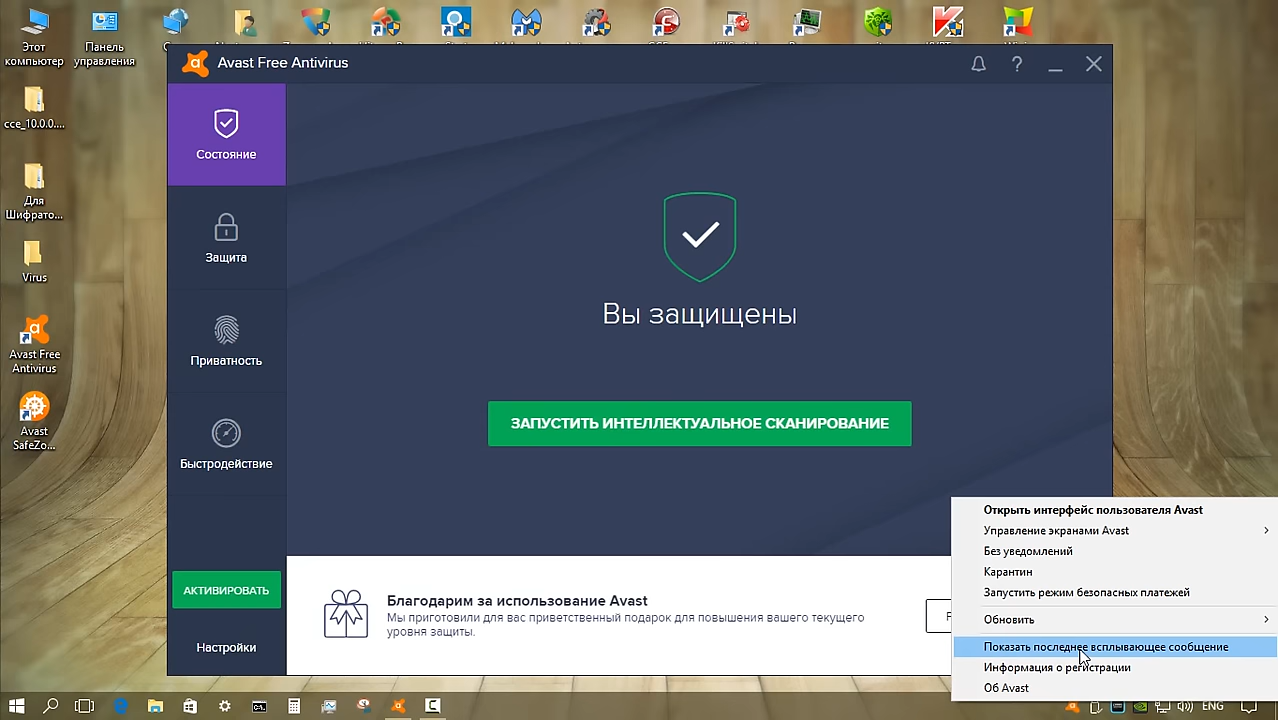 Этот
компьютер
Панель
управления
cce_10.0.0....
Для
Шифрато...
Virus
Avast Free
Antivirus
Avast
SafeZo...
Avast Free Antivirus
Состояние
Защита
Приватность
Быстродействие
АКТИВИРОВАТЬ
Настройки
Вы защищены
ЗАПУСТИТЬ ИНТЕЛЛЕКТУАЛЬНОЕ СКАНИРОВАНИЕ
Благодарим за использование Avast
Мы приготовили для вас приветственный подарок для повышения вашего текущего
уровня защиты.
Открыть интерфейс пользователя Avast
Управление экранами Avast
Без уведомлений
Карантин
Запустить режим безопасных платежей
Обновить
Показать последнее всплывающее сообщение
Информация о регистрации
Об Avast
ENG